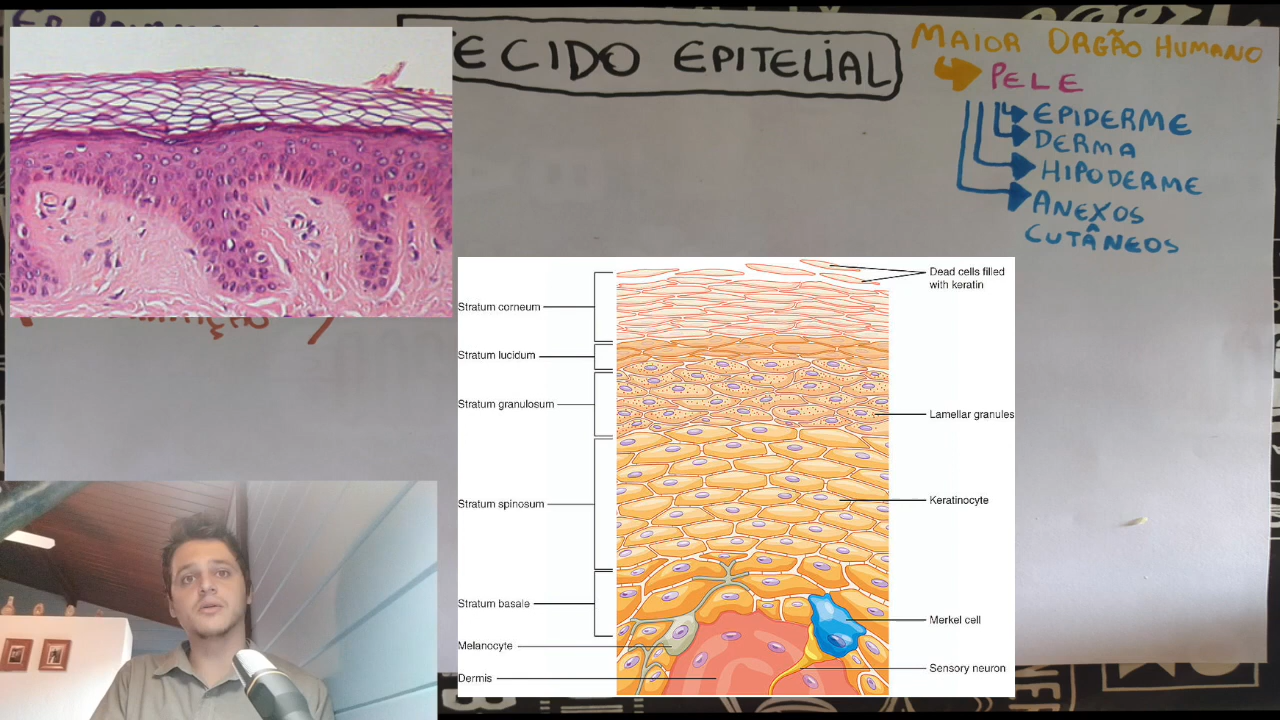 TECIDO EPITELIAL
MAIOR ORGÃO HUMANO
PELE
EPIDERME
DERMA
HIPODERME
ANEXOS
CUTÂNEOS
Stratum corneum
Stratum lucidum
Stratum granulosum
Stratum spinosum
Stratum basale
Melanocyte
Dermis
Dead cells filled
with keratin
Lamellar granules
Keratinocyte
Merkel cell
Sensory neuron